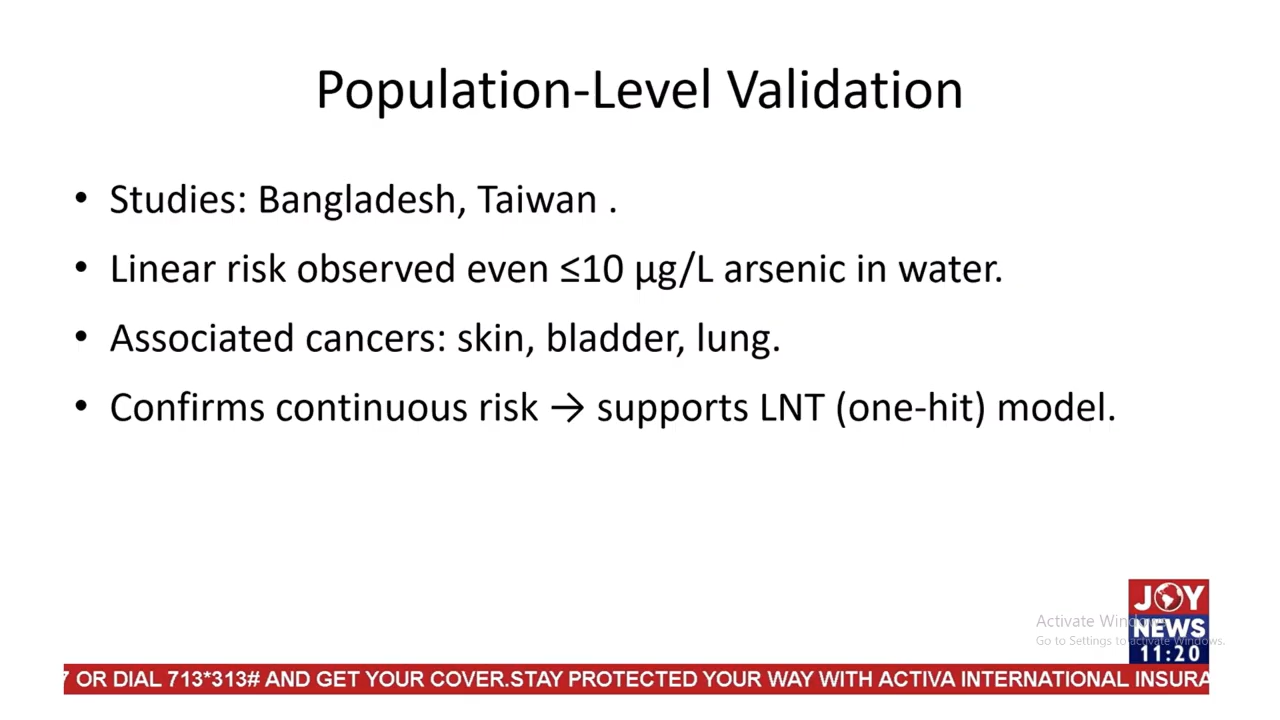 Population-Level Validation
• Studies: Bangladesh, Taiwan .
• Linear risk observed even ≤10 µg/L arsenic in water.
• Associated cancers: skin, bladder, lung.
• Confirms continuous risk → supports LNT (one-hit) model.
JOY
Activate Windows
NEWS
Go to Settings to activate Windows.
11:20
7 OR DIAL 713*313# AND GET YOUR COVER.STAY PROTECTED YOUR WAY WITH ACTIVA INTERNATIONAL INSURA